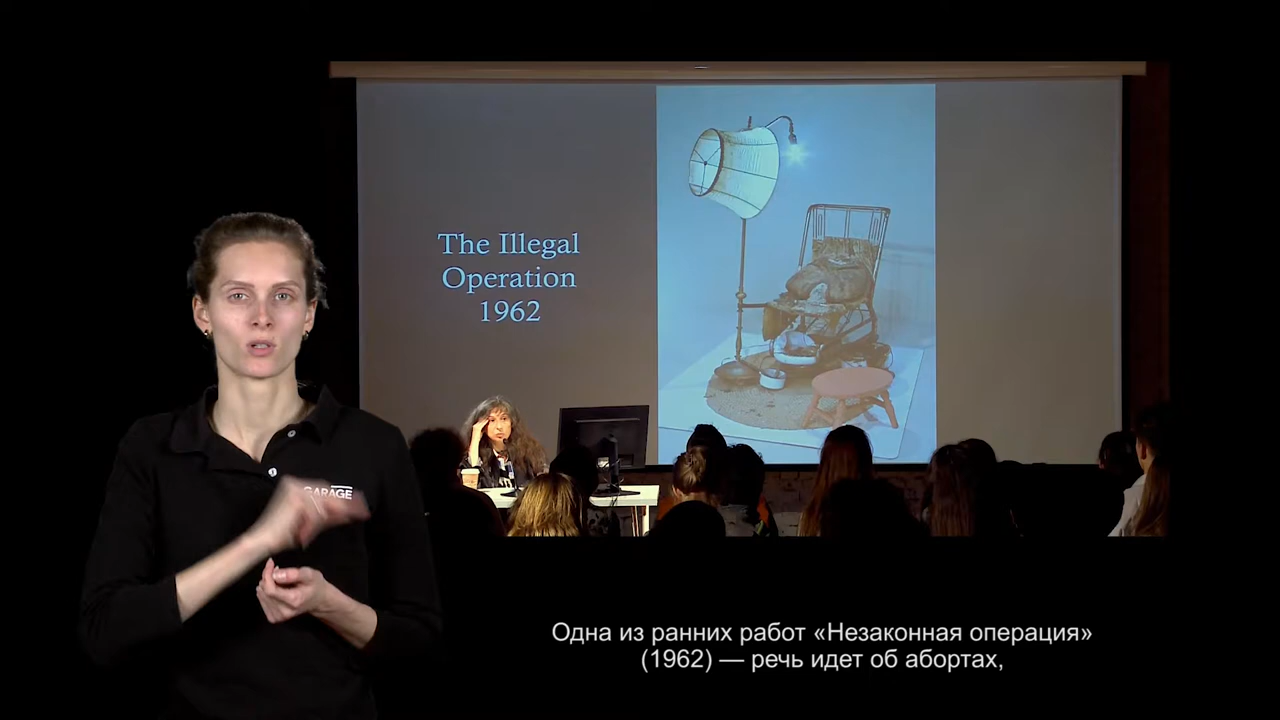 The Illegal
Operation
1962
GARAGE
Одна из ранних работ «Незаконная операция»
(1962) — речь идет об абортах,